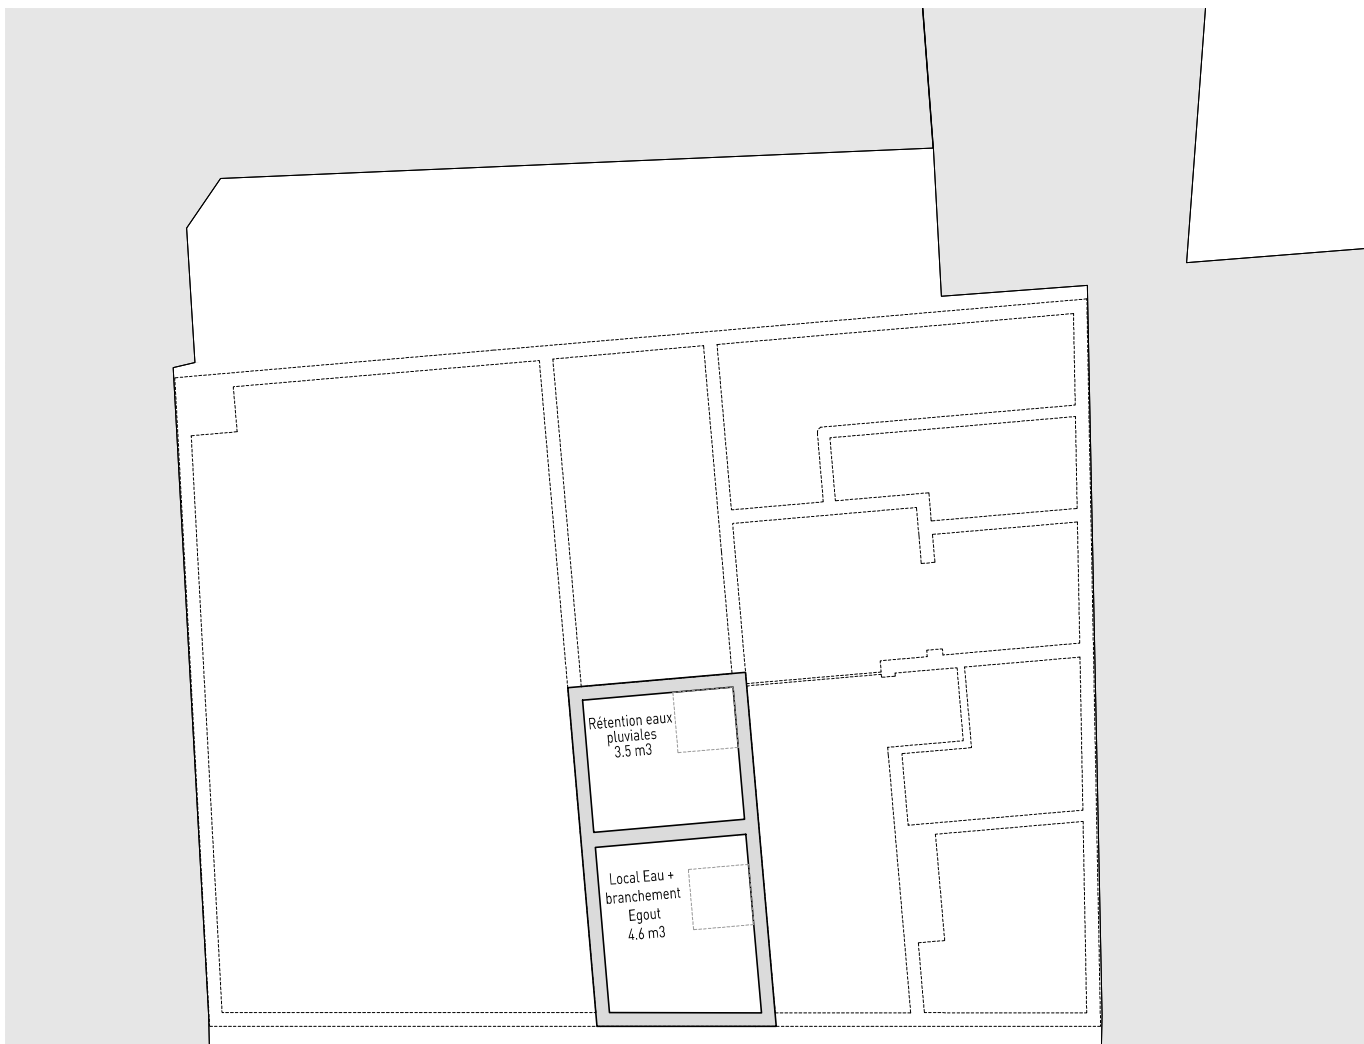 Rétention eaux
pluviales
3.5 m3
Local Eau +
branchement
Egout
4.6 m3